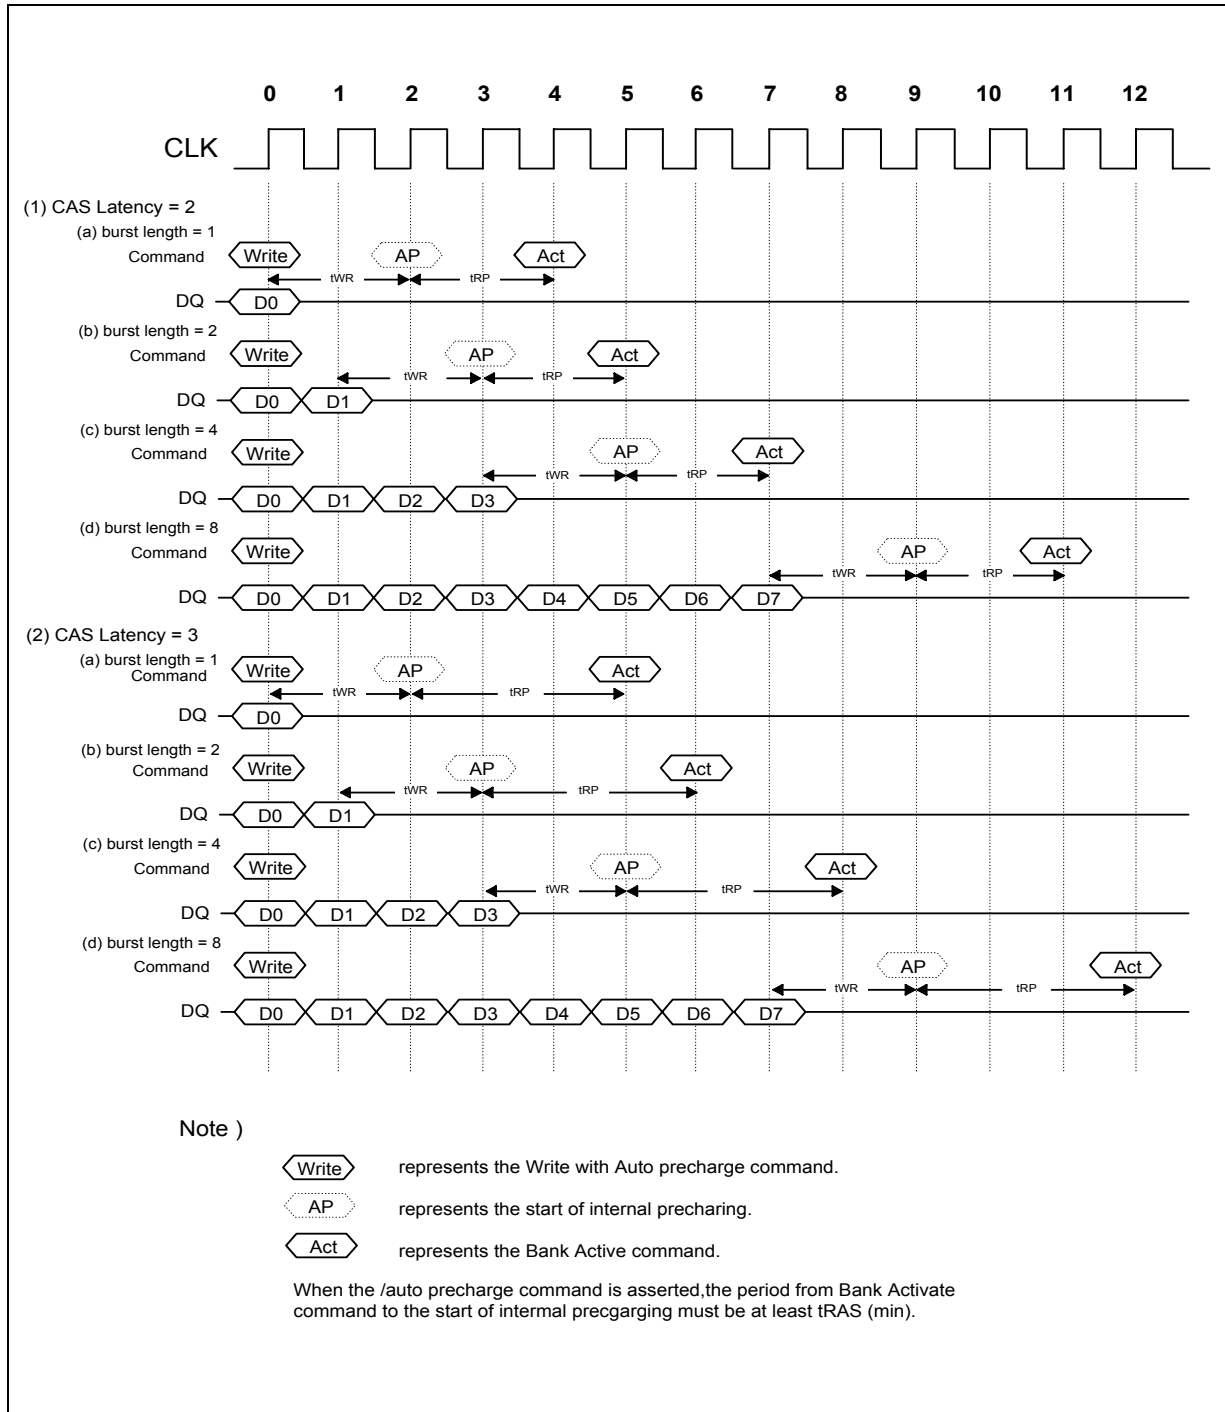 0 1 2 3 4 5 6 7 8 9 10 11 12
CLK
(1) CAS Latency = 2
(a) burst length = 1
Command Write AP Act
tWR tRP
DQ D0
(b) burst length = 2
Command Write AP Act
tWR tRP
DQ D0 D1
(c) burst length = 4
Command Write AP Act
tWR tRP
DQ D0 D1 D2 D3
(d) burst length = 8
Command Write AP Act
tWR tRP
DQ D0 D1 D2 D3 D4 D5 D6 D7
(2) CAS Latency = 3
(a) burst length = 1
Command Write AP Act
tWR tRP
DQ D0
(b) burst length = 2
Command Write AP Act
tWR tRP
DQ D0 D1
(c) burst length = 4
Command Write AP Act
tWR tRP
DQ D0 D1 D2 D3
(d) burst length = 8
Command Write AP Act
tWR tRP
DQ D0 D1 D2 D3 D4 D5 D6 D7
Note )
Write represents the Write with Auto precharge command.
AP represents the start of internal precharing.
Act represents the Bank Active command.
When the /auto precharge command is asserted,the period from Bank Activate
command to the start of internal precgarging must be at least tRAS (min).